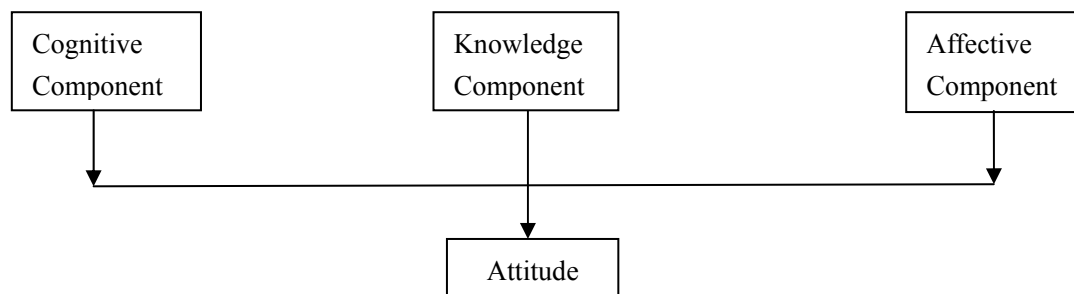 Cognitive
Component
Knowledge
Component
Affective
Component
Attitude